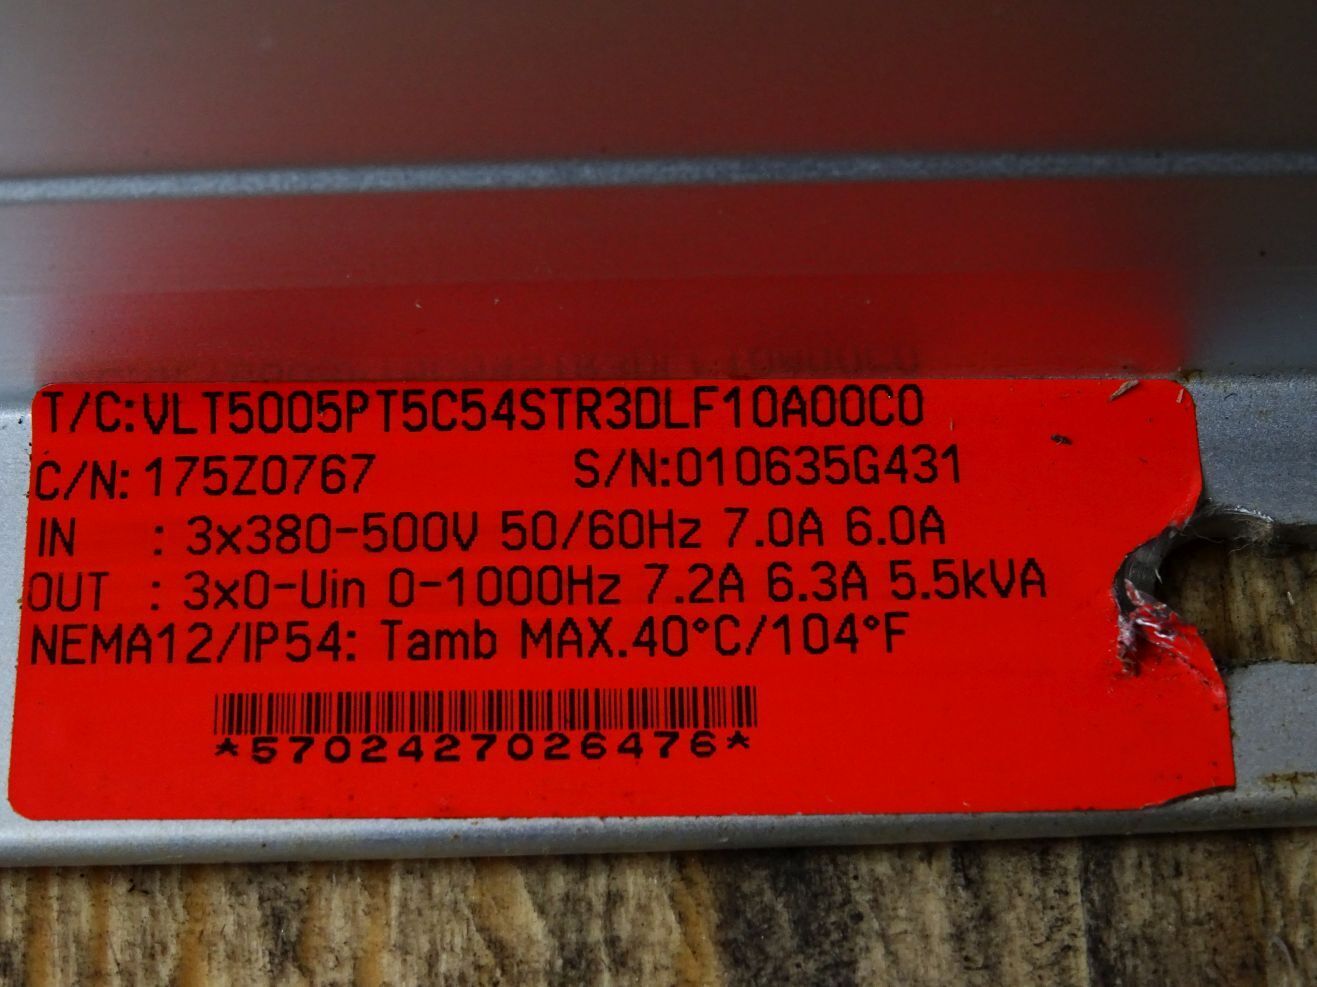 T/C:VLT5005PT5C54STR3DLF10A00C0
C/N: 175Z0767 S/N:010635G431
IN : 3x380-500V 50/60Hz 7.0A 6.0A
OUT : 3x0-Uin 0-1000Hz 7.2A 6.3A 5.5kVA
NEMA12/IP54: Tamb MAX.40°C/104°F
*5702427026476*